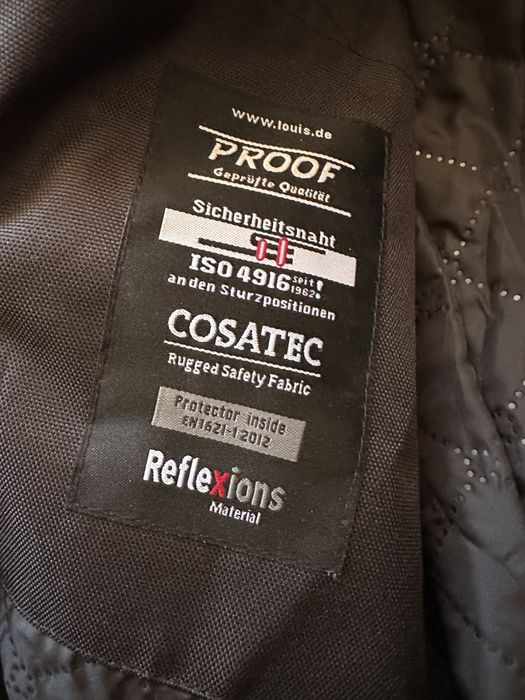 www.louis.de
PROOF
Geprüfte Qualität
Sicherheitsnaht
ISO 4916 seit 1982!
an den Sturzpositionen
COSATEC
Rugged Safety Fabric
Protector inside
EN1621-1:2012
Reflexions
Material